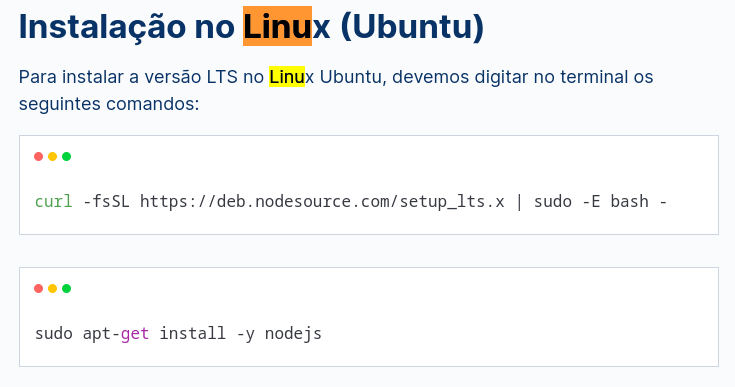 Instalação no Linux (Ubuntu)
Para instalar a versão LTS no Linux Ubuntu, devemos digitar no terminal os
seguintes comandos:
curl -fsSL https://deb.nodesource.com/setup_lts.x | sudo -E bash -
sudo apt-get install -y nodejs